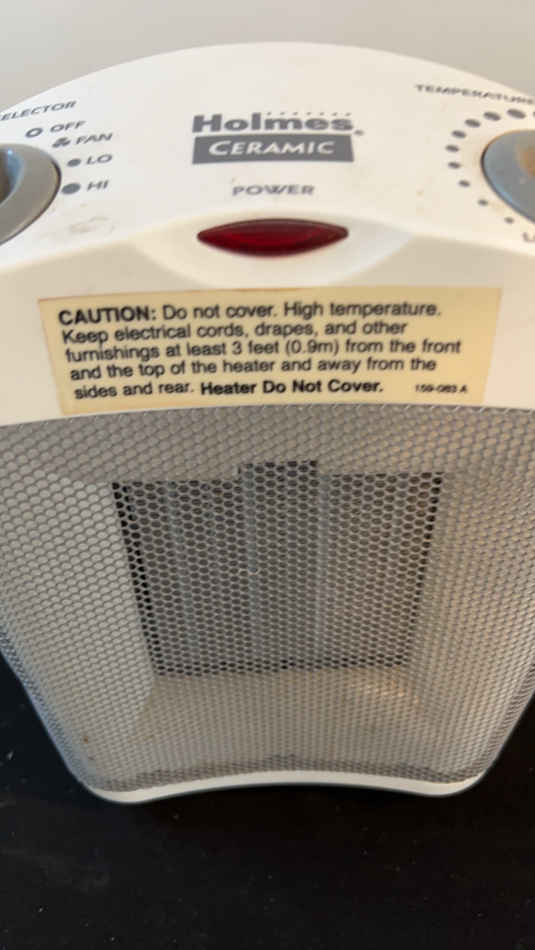 TEMPERATURE
OFF
FAN
LO
HI
Holmes®
CERAMIC
POWER
CAUTION: Do not cover. High temperature.
Keep electrical cords, drapes, and other
furnishings at least 3 feet (0.9m) from the front
and the top of the heater and away from the
sides and rear. Heater Do Not Cover. 159-083 A